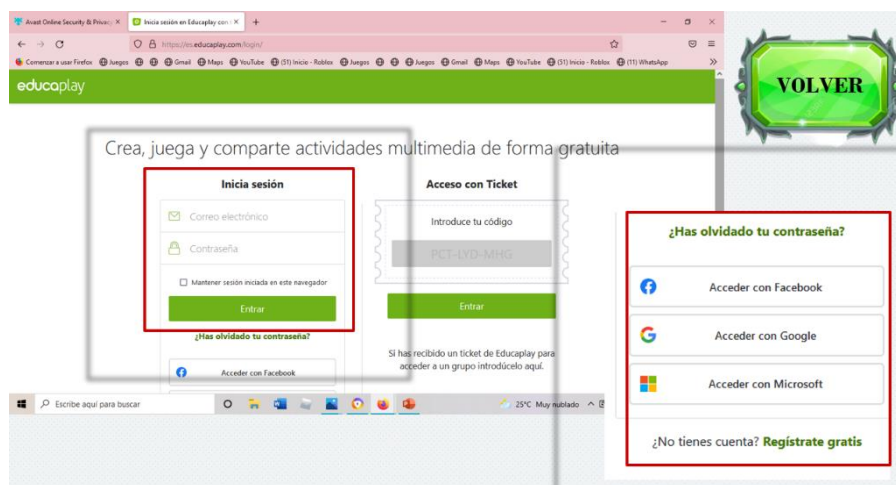 Avast Online Security & Privac
Inicia sesión en Educaplay con
https://es.educaplay.com/login/
Comenzar a usar Firefox Juegos Gmail Maps YouTube (51) Inicio - Roblox Juegos Juegos Gmail Maps YouTube (51) Inicio - Roblox (11) WhatsApp
educaplay
VOLVER
Crea, juega y comparte actividades multimedia de forma gratuita
Inicia sesión
Correo electrónico
Contraseña
Mantener sesión iniciada en este navegador
Entrar
¿Has olvidado tu contraseña?
Acceder con Facebook
Acceso con Ticket
Introduce tu código
PCT-LYD-MHG
Entrar
Si has recibido un ticket de Educaplay para
acceder a un grupo introdúcelo aquí.
¿Has olvidado tu contraseña?
Acceder con Facebook
Acceder con Google
Acceder con Microsoft
¿No tienes cuenta? Regístrate gratis
Escribe aquí para buscar
25°C Muy nublado